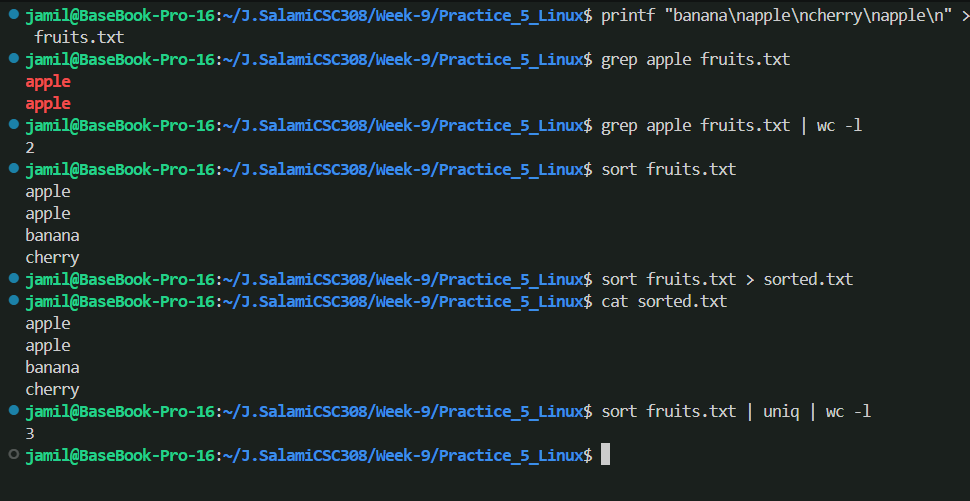 jamil@BaseBook-Pro-16:~/J.SalamiCSC308/Week-9/Practice_5_Linux$ printf "banana\napple\ncherry\napple\n" >
 fruits.txt
jamil@BaseBook-Pro-16:~/J.SalamiCSC308/Week-9/Practice_5_Linux$ grep apple fruits.txt
apple
apple
jamil@BaseBook-Pro-16:~/J.SalamiCSC308/Week-9/Practice_5_Linux$ grep apple fruits.txt | wc -l
2
jamil@BaseBook-Pro-16:~/J.SalamiCSC308/Week-9/Practice_5_Linux$ sort fruits.txt
apple
apple
banana
cherry
jamil@BaseBook-Pro-16:~/J.SalamiCSC308/Week-9/Practice_5_Linux$ sort fruits.txt > sorted.txt
jamil@BaseBook-Pro-16:~/J.SalamiCSC308/Week-9/Practice_5_Linux$ cat sorted.txt
apple
apple
banana
cherry
jamil@BaseBook-Pro-16:~/J.SalamiCSC308/Week-9/Practice_5_Linux$ sort fruits.txt | uniq | wc -l
3
jamil@BaseBook-Pro-16:~/J.SalamiCSC308/Week-9/Practice_5_Linux$